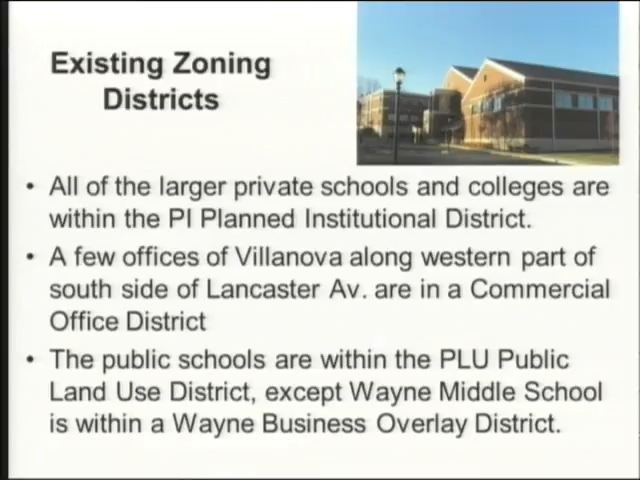 Existing Zoning
Districts
• All of the larger private schools and colleges are
within the PI Planned Institutional District.
• A few offices of Villanova along western part of
south side of Lancaster Av. are in a Commercial
Office District
• The public schools are within the PLU Public
Land Use District, except Wayne Middle School
is within a Wayne Business Overlay District.